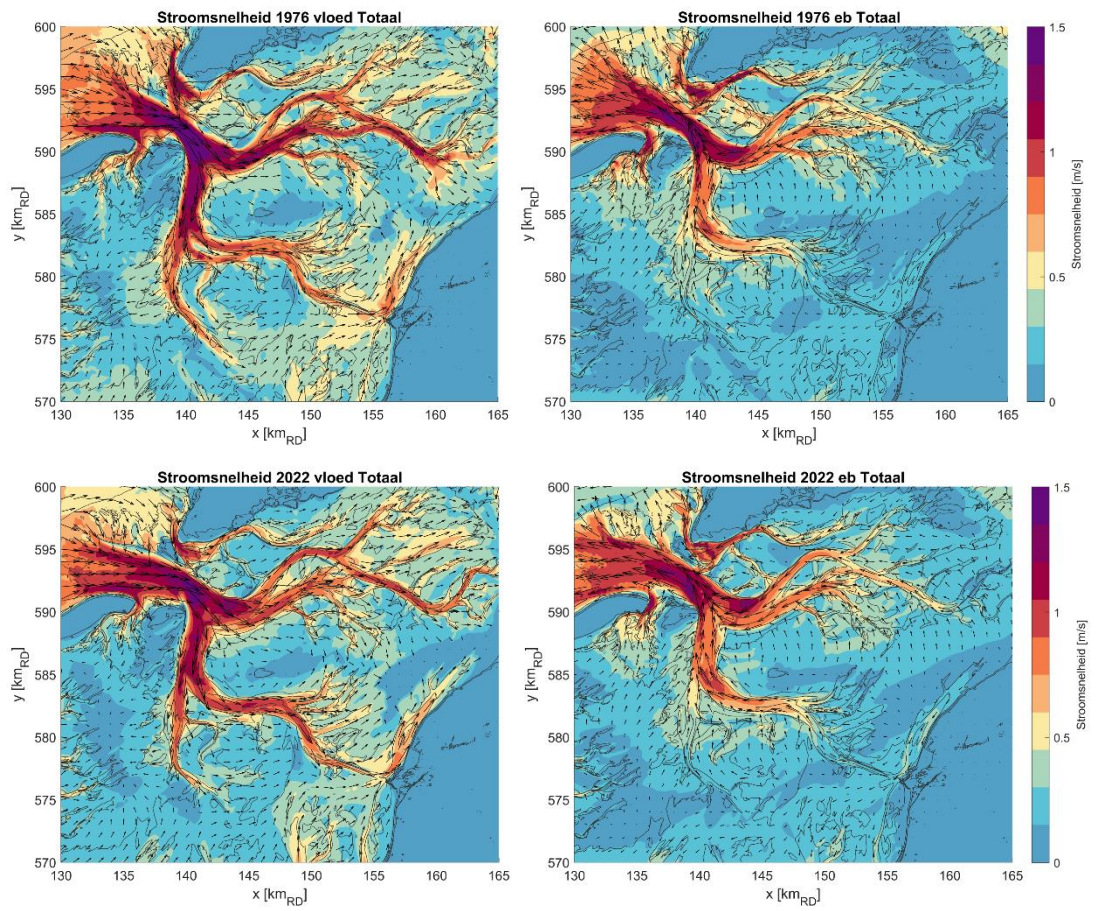 Stroomsnelheid 1976 vloed Totaal
600
595
590
585
580
575
570
y [km_RD]
130 135 140 145 150 155 160 165
x [km_RD]
Stroomsnelheid 1976 eb Totaal
600
595
590
585
580
575
570
y [km_RD]
130 135 140 145 150 155 160 165
x [km_RD]
1.5
1
0.5
0
Stroomsnelheid [m/s]
Stroomsnelheid 2022 vloed Totaal
600
595
590
585
580
575
570
y [km_RD]
130 135 140 145 150 155 160 165
x [km_RD]
Stroomsnelheid 2022 eb Totaal
600
595
590
585
580
575
570
y [km_RD]
130 135 140 145 150 155 160 165
x [km_RD]
1.5
1
0.5
0
Stroomsnelheid [m/s]